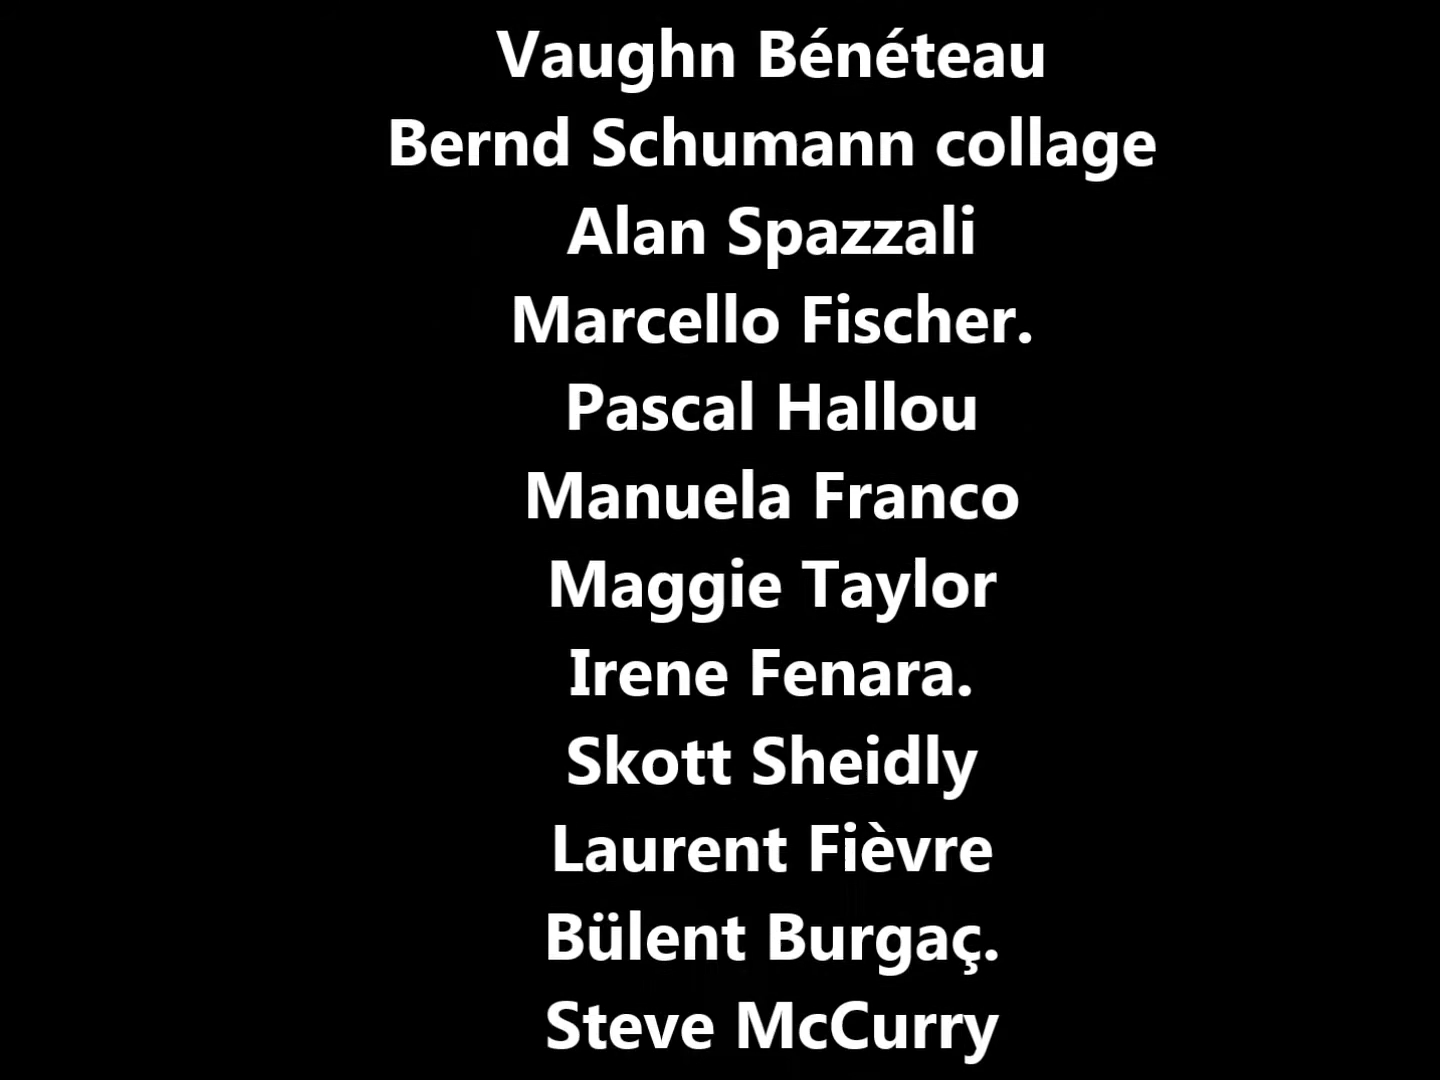 Vaughn Bénéteau
Bernd Schumann collage
Alan Spazzali
Marcello Fischer.
Pascal Hallou
Manuela Franco
Maggie Taylor
Irene Fenara.
Skott Sheidly
Laurent Fièvre
Bülent Burgaç.
Steve McCurry